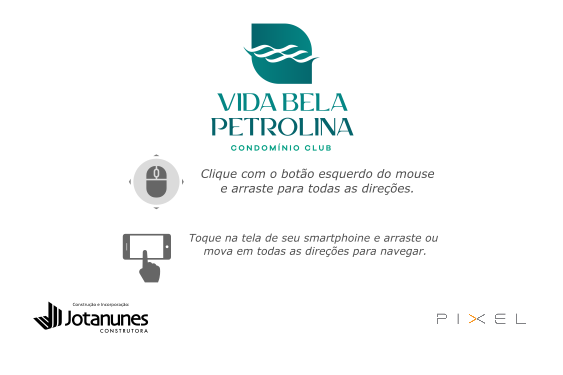 VIDA BELA
PETROLINA
CONDOMÍNIO CLUB
Clique com o botão esquerdo do mouse
e arraste para todas as direções.
Toque na tela de seu smartphoine e arraste ou
mova em todas as direções para navegar.
Construção e Incorporação:
Jotanunes
CONSTRUTORA
PIXEL